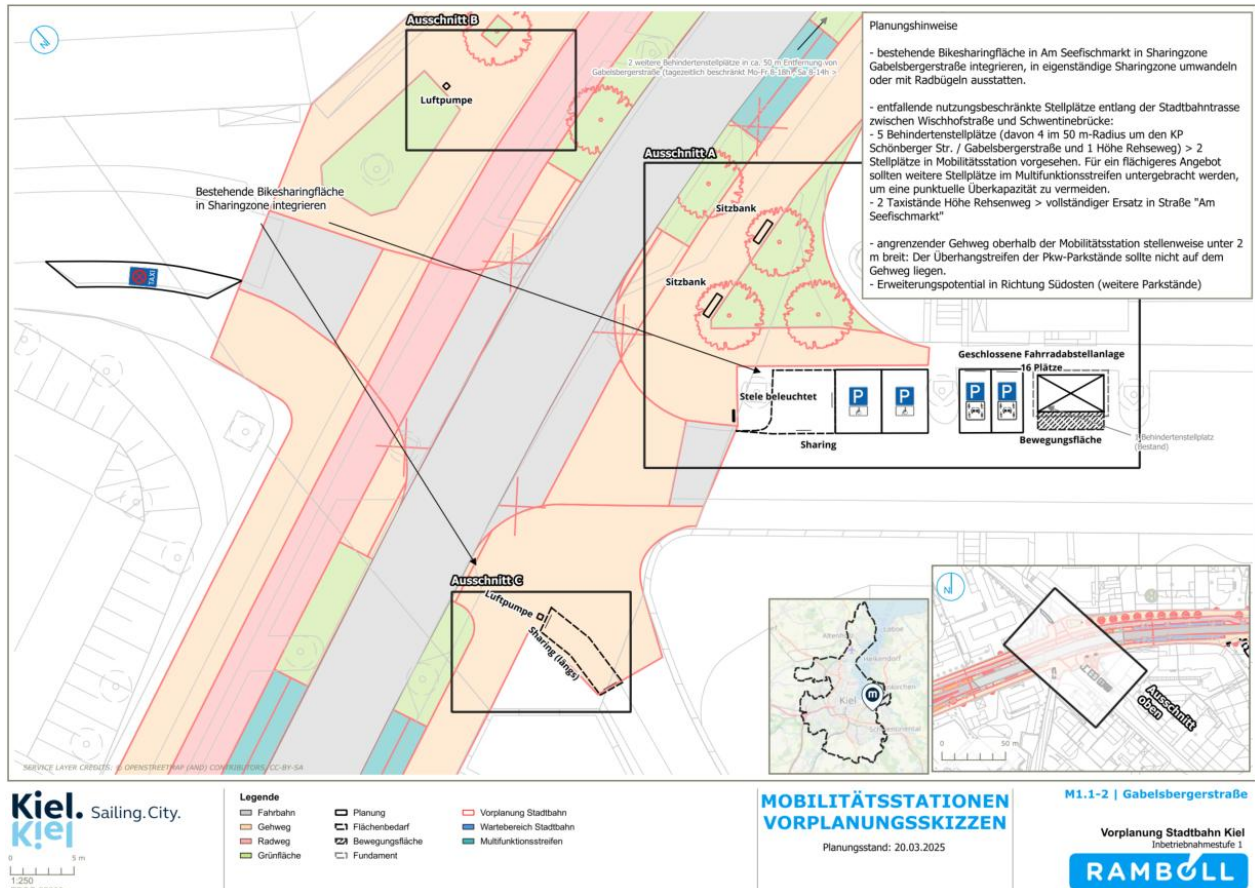 Ausschnitt B
Luftpumpe
2 weitere Behindertenstellplätze in ca. 50 m Entfernung von
Gabelsbergerstraße (tageszeitlich beschränkt Mo-Fr 8-18h, Sa 8-14h >
Planungshinweise
- bestehende Bikesharingfläche in Am Seefischmarkt in Sharingzone
Gabelsbergerstraße integrieren, in eigenständige Sharingzone umwandeln
oder mit Radbügeln ausstatten.
- entfallende nutzungsbeschränkte Stellplätze entlang der Stadtbahntrasse
zwischen Wischhofstraße und Schwentinebrücke:
- 5 Behindertenstellplätze (davon 4 im 50 m-Radius um den KP
Schönberger Str. / Gabelsbergerstraße und 1 Höhe Rehseweg) > 2
Stellplätze in Mobilitätsstation vorgesehen. Für ein flächigeres Angebot
sollten weitere Stellplätze im Multifunktionsstreifen untergebracht werden,
um eine punktuelle Überkapazität zu vermeiden.
- 2 Taxistände Höhe Rehsenweg > vollständiger Ersatz in Straße "Am
Seefischmarkt"
- angrenzender Gehweg oberhalb der Mobilitätsstation stellenweise unter 2
m breit: Der Überhangstreifen der Pkw-Parkstände sollte nicht auf dem
Gehweg liegen.
- Erweiterungspotential in Richtung Südosten (weitere Parkstände)
Bestehende Bikesharingfläche
in Sharingzone integrieren
TAXI
Ausschnitt A
Sitzbank
Sitzbank
Geschlossene Fahrradabstellanlage
16 Plätze
Stele beleuchtet
P
P
P
P
Sharing
Bewegungsfläche
1 Behindertenstellplatz
(Bestand)
Ausschnitt C
Luftpumpe
Sharing (längs)
Kiel
m
N
N
Ausschnitt
oben
50 m
SERVICE LAYER CREDITS: © OPENSTREETMAP (AND) CONTRIBUTORS, CC-BY-SA
Kiel. Sailing.City.
Kiel
0 5 m
1:250
Legende
Fahrbahn
Gehweg
Radweg
Grünfläche
Planung
Flächenbedarf
Bewegungsfläche
Fundament
Vorplanung Stadtbahn
Wartebereich Stadtbahn
Multifunktionsstreifen
MOBILITÄTSSTATIONEN
VORPLANUNGSSKIZZEN
Planungsstand: 20.03.2025
M1.1-2 | Gabelsbergerstraße
Vorplanung Stadtbahn Kiel
Inbetriebnahmestufe 1
RAMBOLL